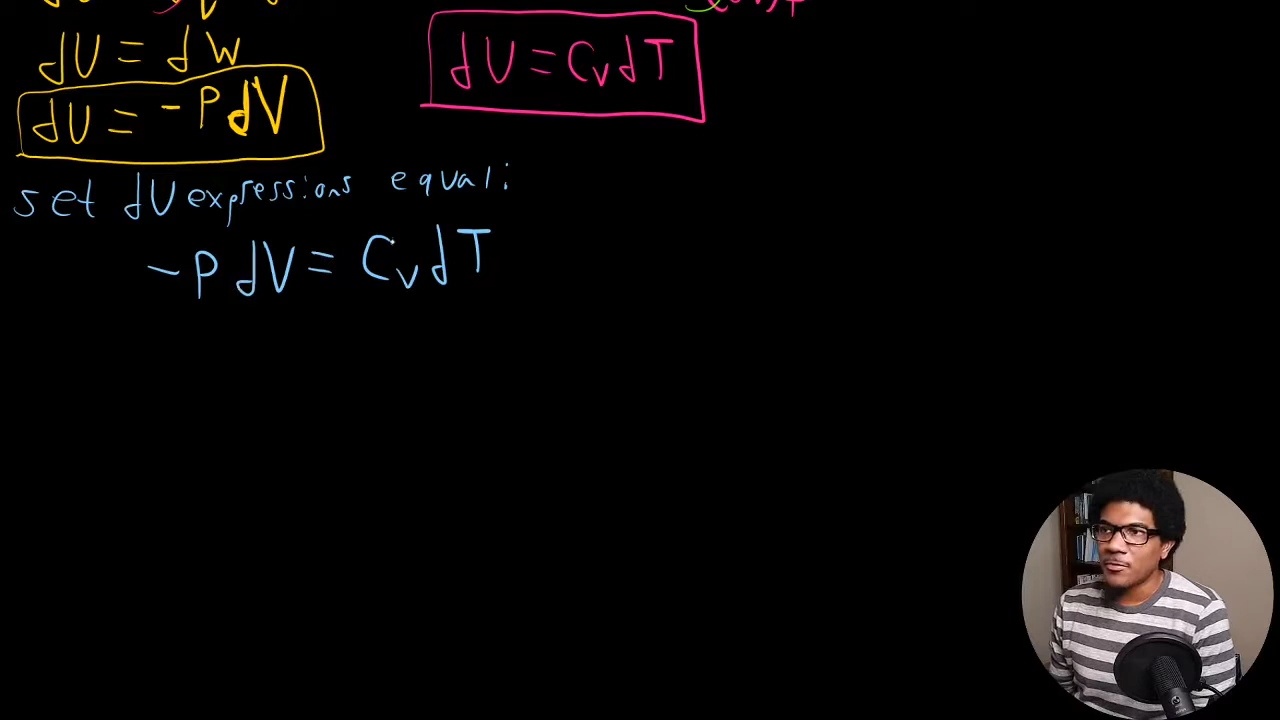 dU = dW
dU = -PdV
dU = CvdT
set dU expressions equal:
-PdV = CvdT